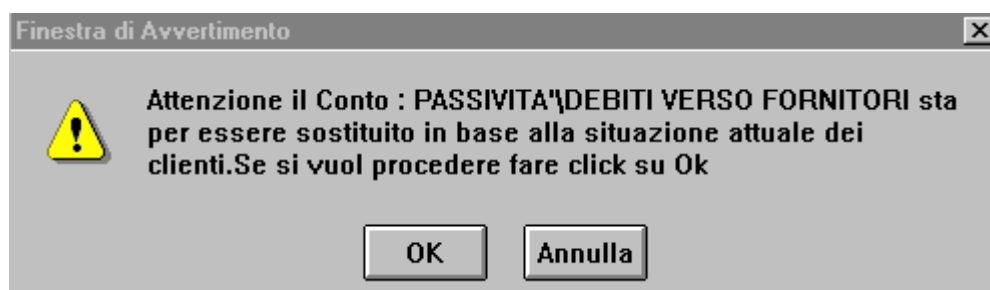 Finestra di Avvertimento
Attenzione il Conto : PASSIVITA'\DEBITI VERSO FORNITORI sta
per essere sostituito in base alla situazione attuale dei
clienti.Se si vuol procedere fare click su Ok
OK
Annulla